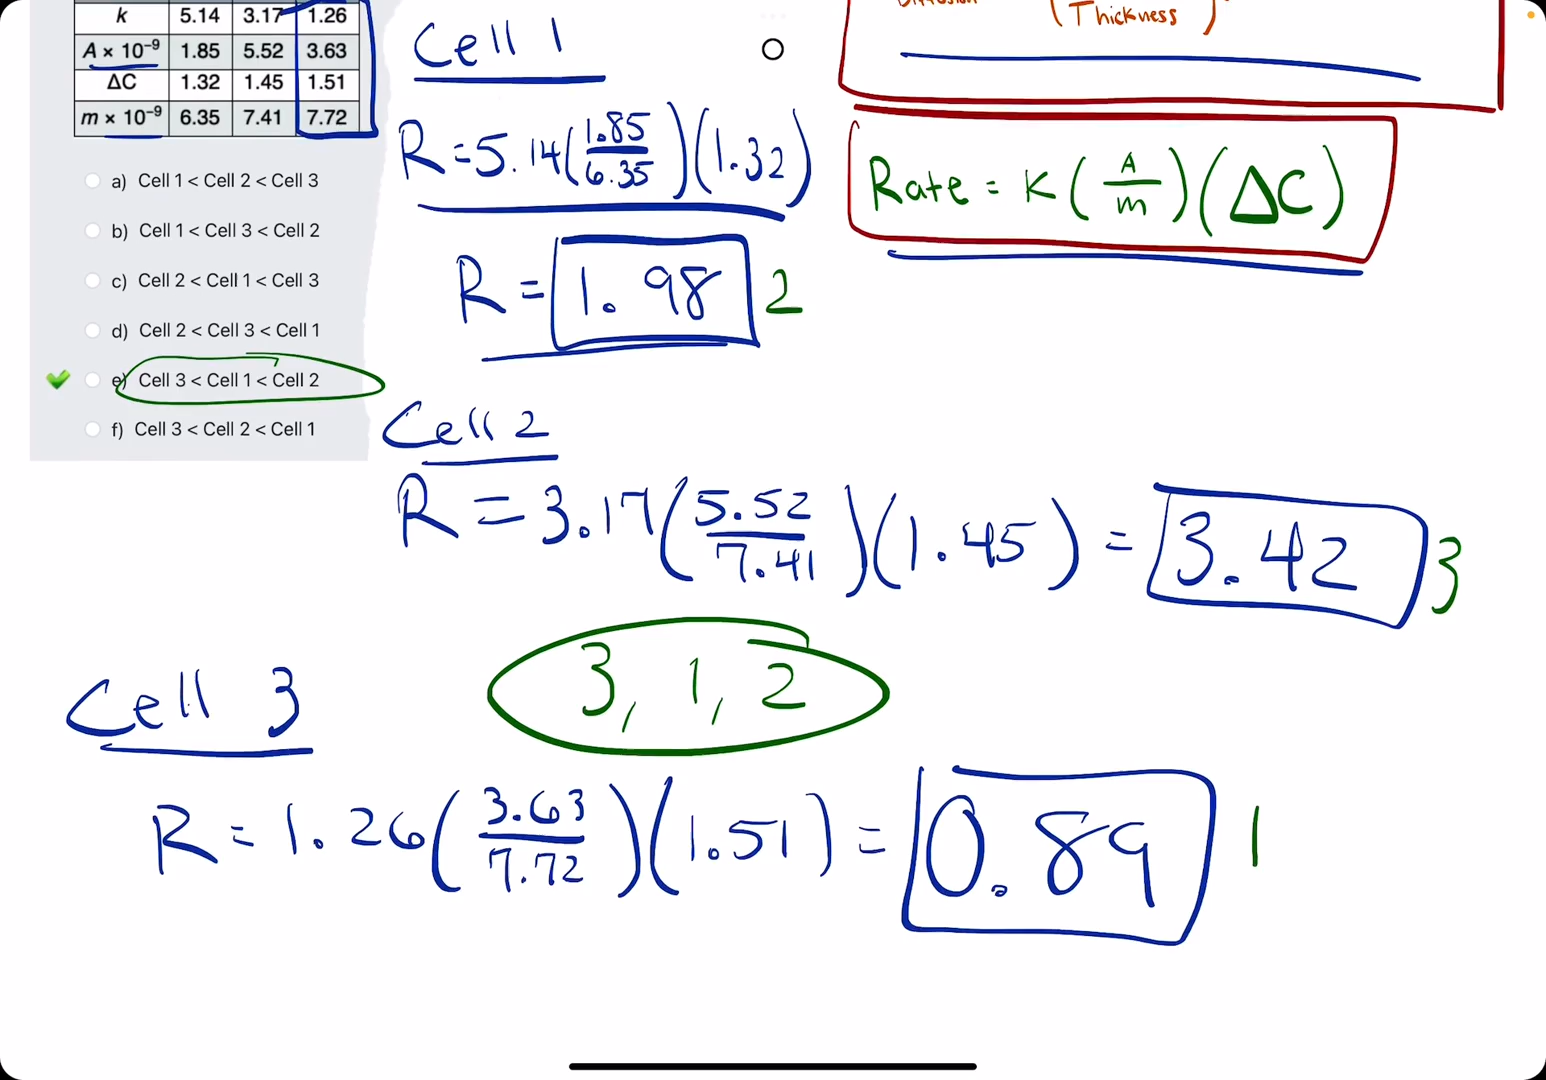 k 5.14 3.17 1.26
A × 10⁻⁹ 1.85 5.52 3.63
ΔC 1.32 1.45 1.51
m × 10⁻⁹ 6.35 7.41 7.72
a) Cell 1 < Cell 2 < Cell 3
b) Cell 1 < Cell 3 < Cell 2
c) Cell 2 < Cell 1 < Cell 3
d) Cell 2 < Cell 3 < Cell 1
e) Cell 3 < Cell 1 < Cell 2
f) Cell 3 < Cell 2 < Cell 1
(Thickness)
Rate = K(A/m)(ΔC)
Cell 1
R=5.14(1.85/6.35)(1.32)
R = 1.98 2
Cell 2
R = 3.17(5.52/7.41)(1.45) = 3.42 3
3, 1, 2
Cell 3
R = 1.26(3.63/7.72)(1.51) = 0.89 1